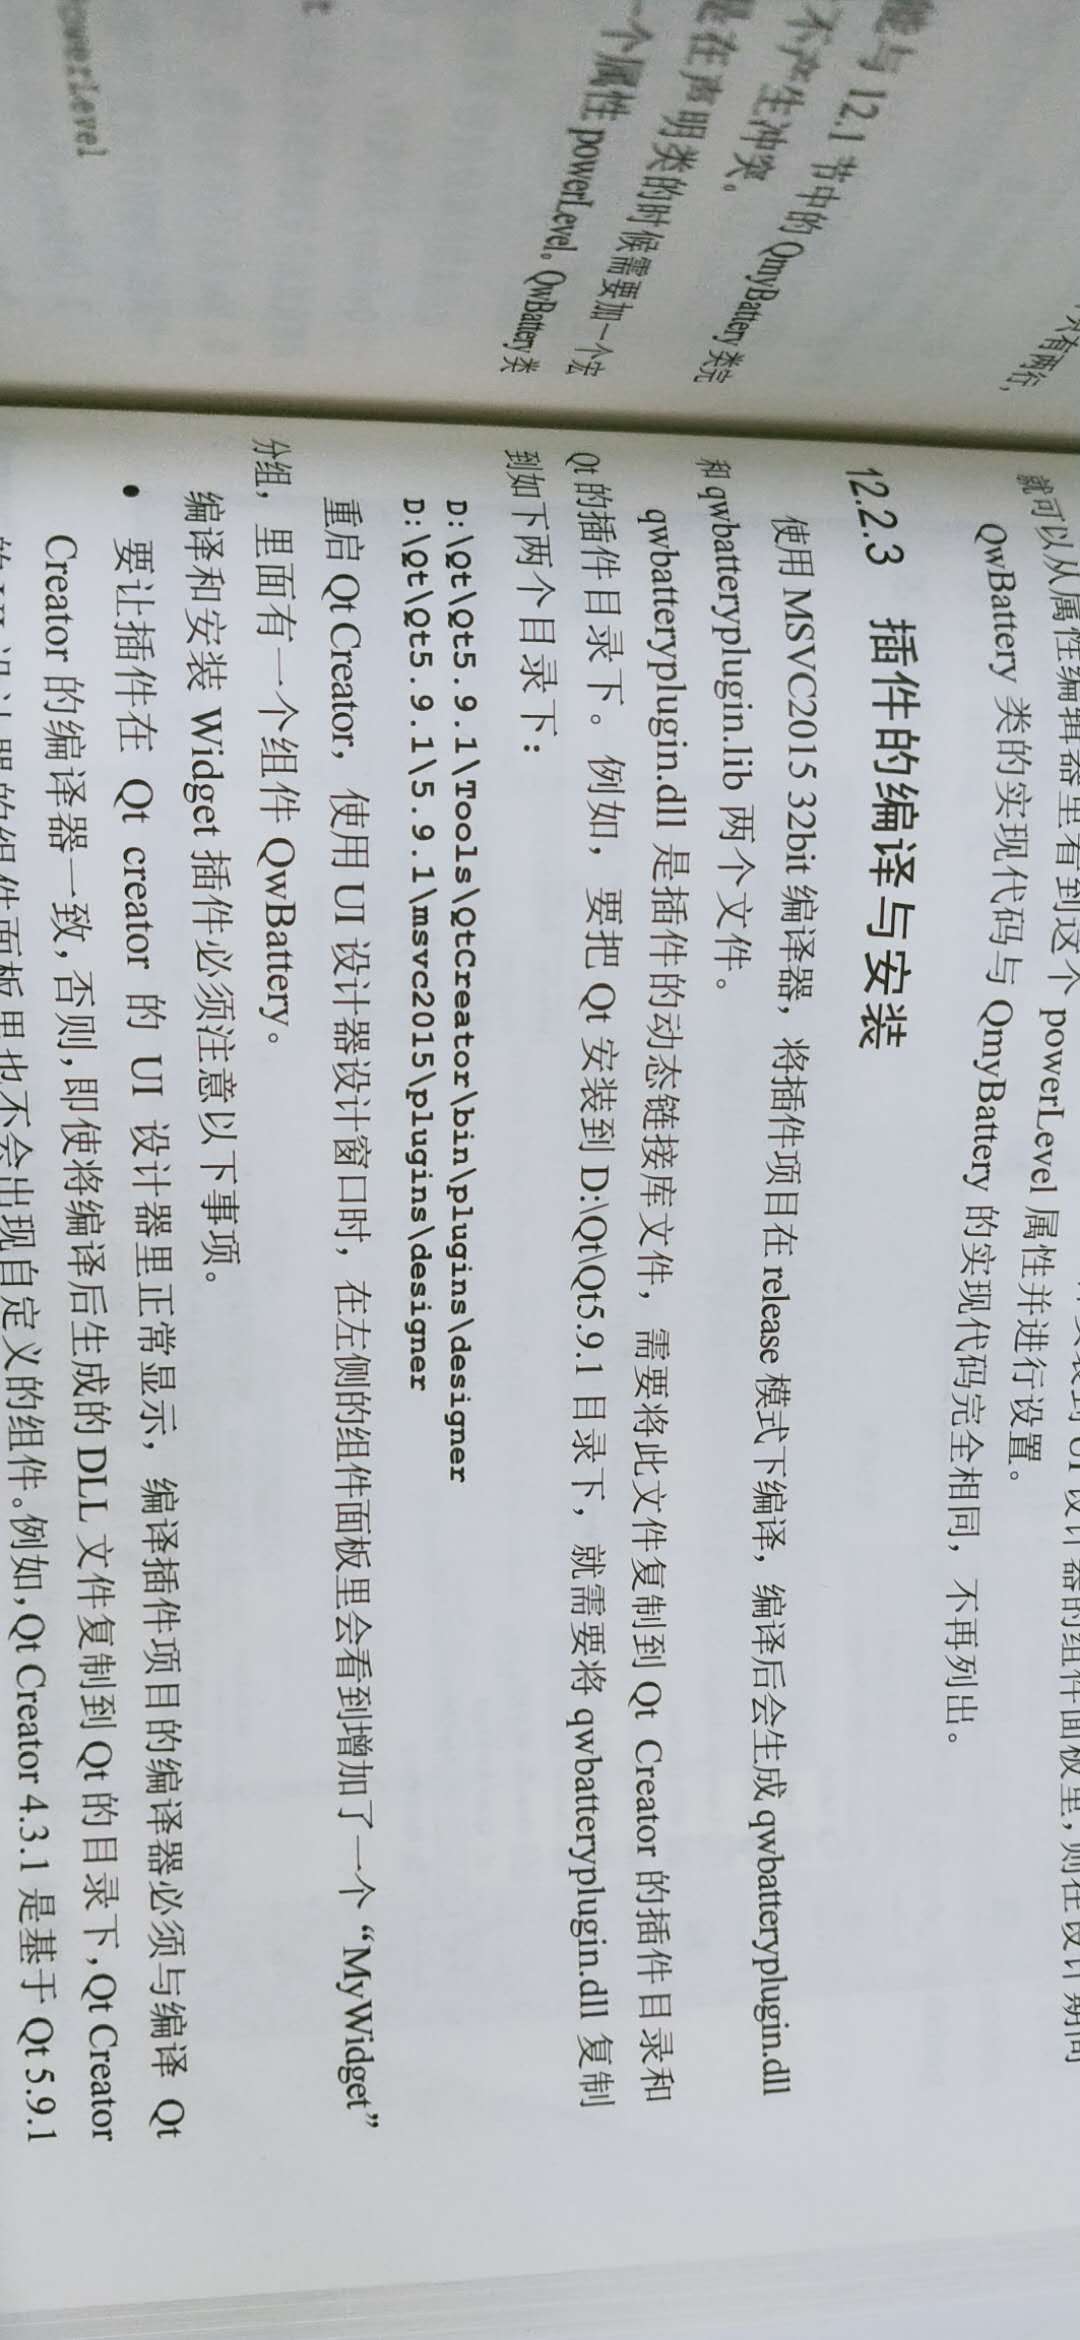 能与 12.1 节中的 QmyBattery 类完
不产生冲突。
是在声明类的时候需要加一个宏
一个属性 powerLevel。QwBattery 类
powerLevel
只有两行，
UI 设计器的组件面板里，则在设计期间
就可以从属性编辑器里看到这个 powerLevel 属性并进行设置。
QwBattery 类的实现代码与 QmyBattery 的实现代码完全相同，不再列出。
12.2.3 插件的编译与安装
使用 MSVC2015 32bit 编译器，将插件项目在 release 模式下编译，编译后会生成 qwbatteryplugin.dll
和 qwbatteryplugin.lib 两个文件。
qwbatteryplugin.dll 是插件的动态链接库文件，需要将此文件复制到 Qt Creator 的插件目录和
Qt 的插件目录下。例如，要把 Qt 安装到 D:\Qt\Qt5.9.1 目录下，就需要将 qwbatteryplugin.dll 复制
到如下两个目录下：
D:\Qt\Qt5.9.1\Tools\QtCreator\bin\plugins\designer
D:\Qt\Qt5.9.1\5.9.1\msvc2015\plugins\designer
重启 Qt Creator，使用 UI 设计器设计窗口时，在左侧的组件面板里会看到增加了一个“MyWidget”
分组，里面有一个组件 QwBattery。
编译和安装 Widget 插件必须注意以下事项。
• 要让插件在 Qt creator 的 UI 设计器里正常显示，编译插件项目的编译器必须与编译 Qt
Creator 的编译器一致，否则，即使将编译后生成的 DLL 文件复制到 Qt 的目录下，Qt Creator
的 UI 设计器的组件面板里也不会出现自定义的组件。例如，Qt Creator 4.3.1 是基于 Qt 5.9.1